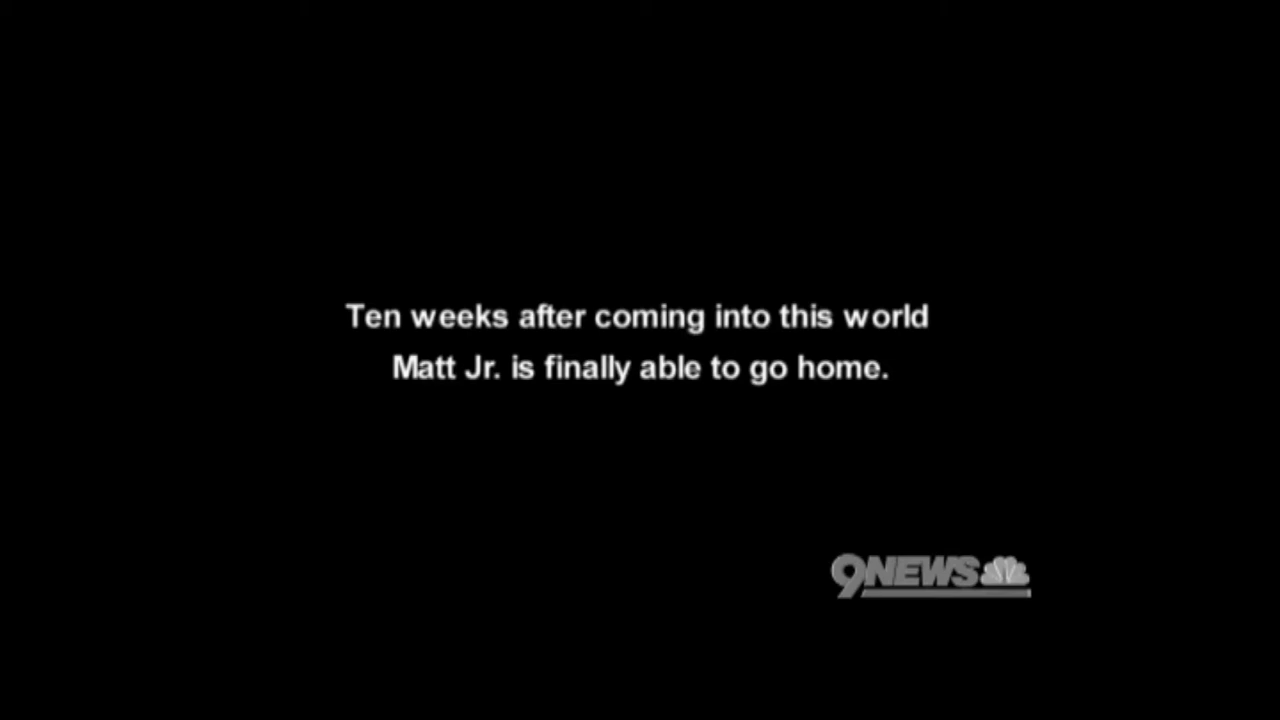 Ten weeks after coming into this world
Matt Jr. is finally able to go home.
9NEWS